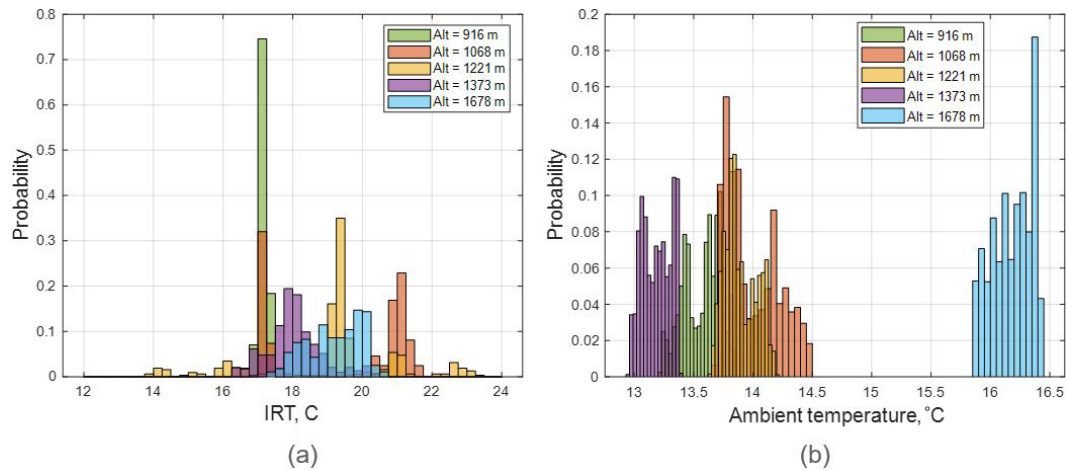 0.8
0.7
0.6
0.5
0.4
0.3
0.2
0.1
0
Probability
12 14 16 18 20 22 24
IRT, C
Alt = 916 m
Alt = 1068 m
Alt = 1221 m
Alt = 1373 m
Alt = 1678 m
(a)
0.2
0.18
0.16
0.14
0.12
0.1
0.08
0.06
0.04
0.02
0
Probability
13 13.5 14 14.5 15 15.5 16 16.5
Ambient temperature, °C
Alt = 916 m
Alt = 1068 m
Alt = 1221 m
Alt = 1373 m
Alt = 1678 m
(b)